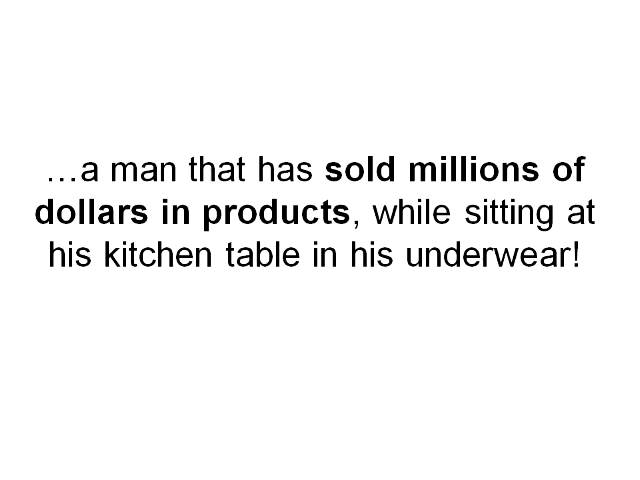 …a man that has sold millions of
dollars in products, while sitting at
his kitchen table in his underwear!